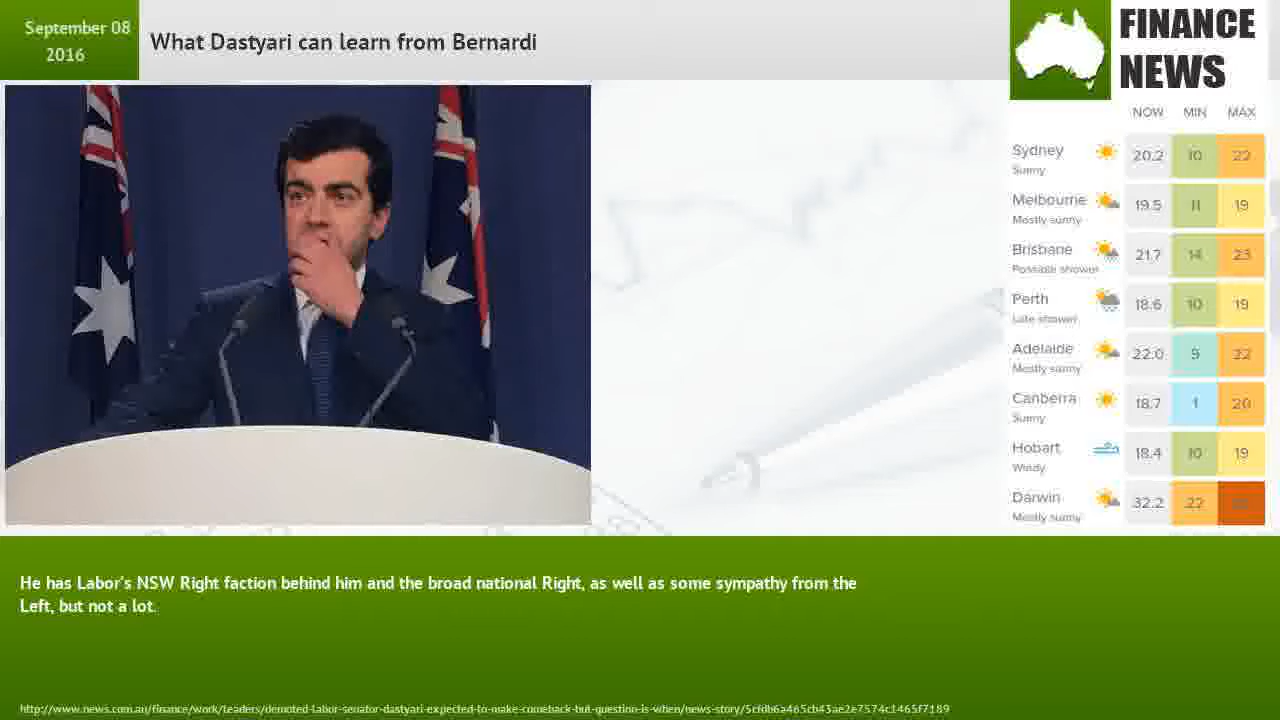 September 08
2016
What Dastyari can learn from Bernardi
FINANCE
NEWS
NOW MIN MAX
Sydney 20.2 10 22
Sunny
Melbourne 19.5 11 19
Mostly sunny
Brisbane 21.7 14 23
Possible shower
Perth 18.6 10 19
Late shower
Adelaide 22.0 22
Mostly sunny
Canberra 18.7 1 20
Sunny
Hobart 18.4 10 19
Windy
Darwin 32.2 22
Mostly sunny
He has Labor's NSW Right faction behind him and the broad national Right, as well as some sympathy from the
Left, but not a lot.
http://www.news.com.au/finance/work/leaders/demoted-labor-senator-dastyari-expected-to-make-comeback-but-question-is-when/news-story/5cfdb6a465cb43ae2e7574c1465f7189